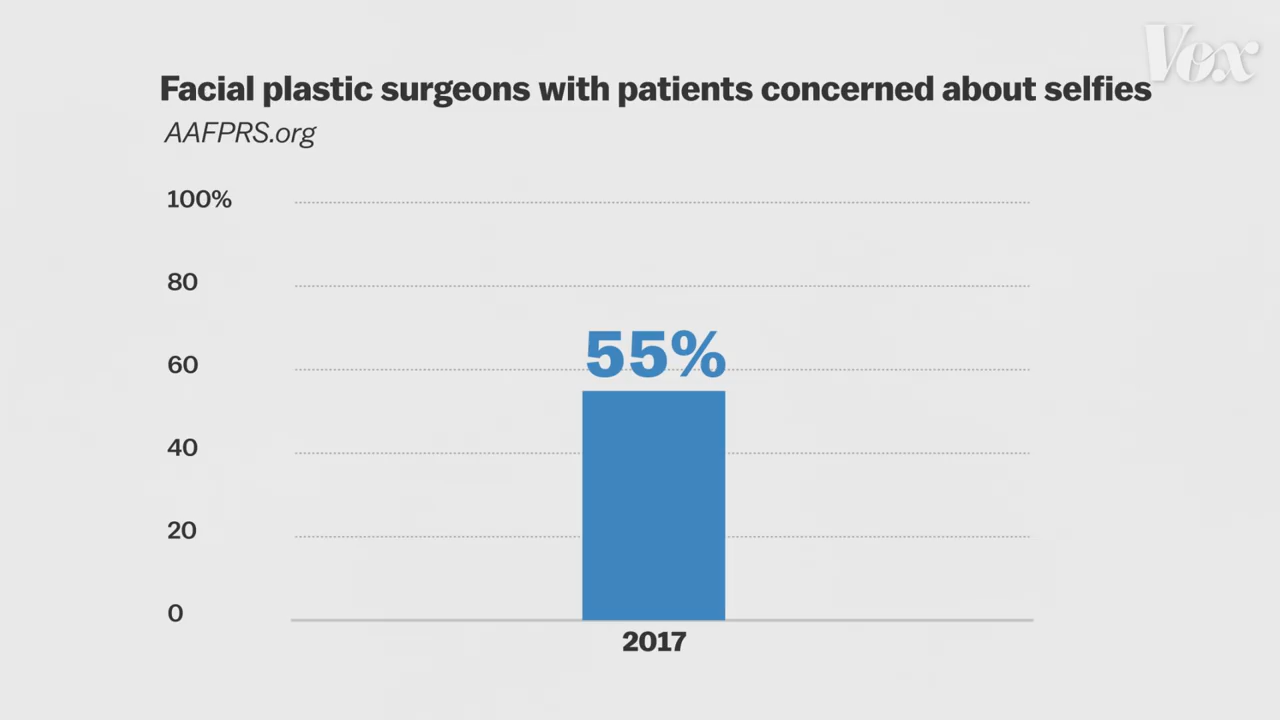 Vox
Facial plastic surgeons with patients concerned about selfies
AAFPRS.org
100%
80
55%
60
40
20
0
2017